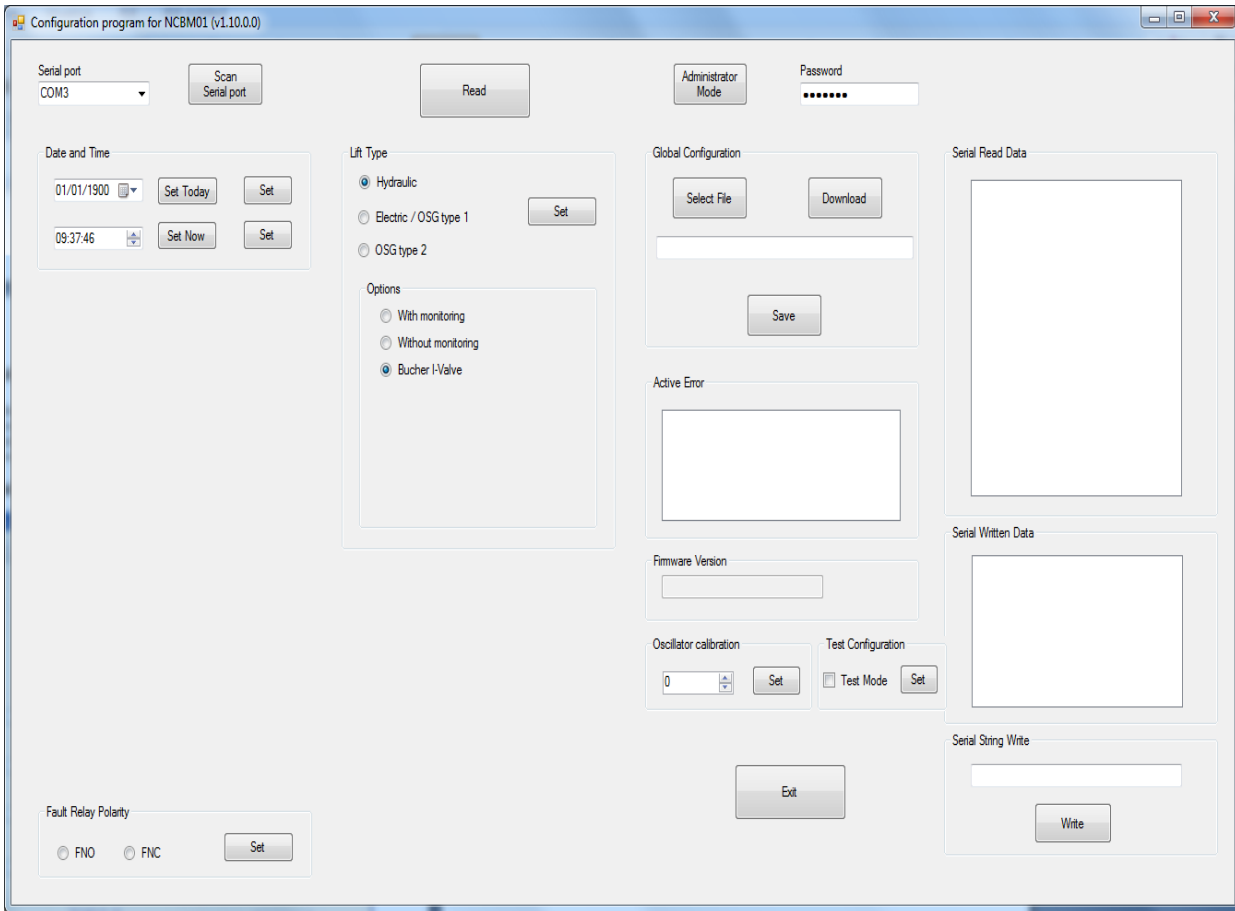 Configuration program for NCBM01 (v1.10.0.0)
Serial port
COM3
Scan
Serial port
Read
Administrator
Mode
Password
•••••••
Date and Time
01/01/1900
Set Today
Set
09:37:46
Set Now
Set
Lift Type
Hydraulic
Electric / OSG type 1
Set
OSG type 2
Options
With monitoring
Without monitoring
Bucher I-Valve
Global Configuration
Select File
Download
Save
Active Error
Firmware Version
Oscillator calibration
0
Set
Test Configuration
Test Mode
Set
Exit
Serial Read Data
Serial Written Data
Serial String Write
Write
Fault Relay Polarity
FNO
FNC
Set